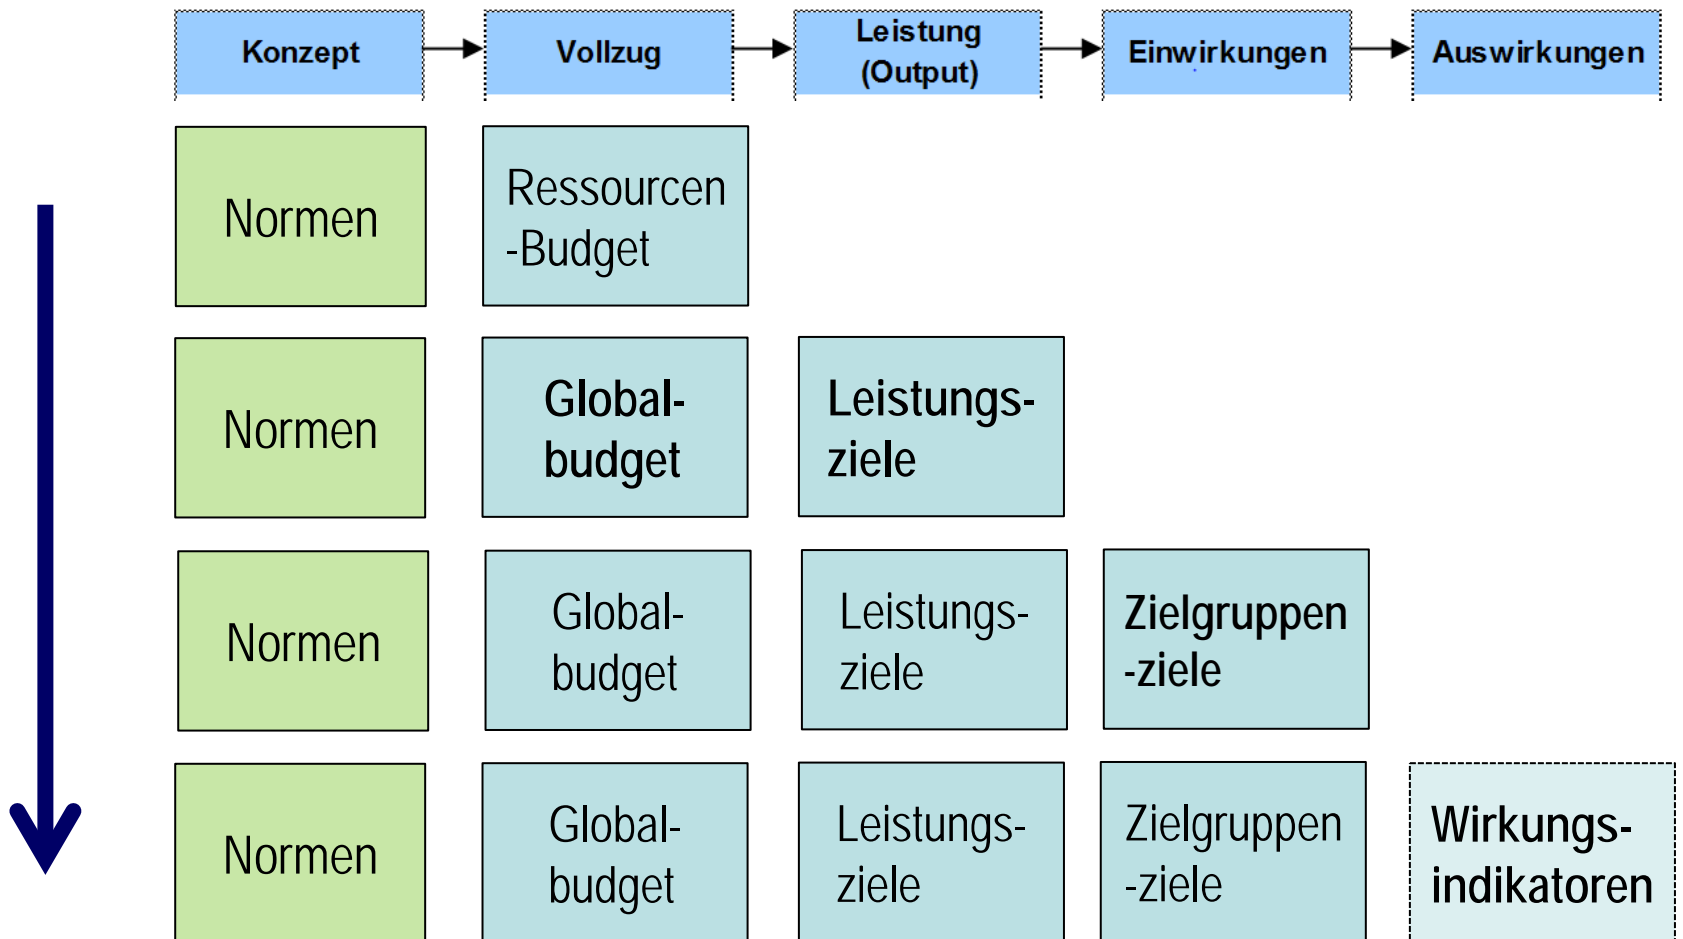 Konzept
Vollzug
Leistung
(Output)
Einwirkungen
Auswirkungen
Normen
Ressourcen
-Budget
Normen
Global-
budget
Leistungs-
ziele
Normen
Global-
budget
Leistungs-
ziele
Zielgruppen
-ziele
Normen
Global-
budget
Leistungs-
ziele
Zielgruppen
-ziele
Wirkungs-
indikatoren